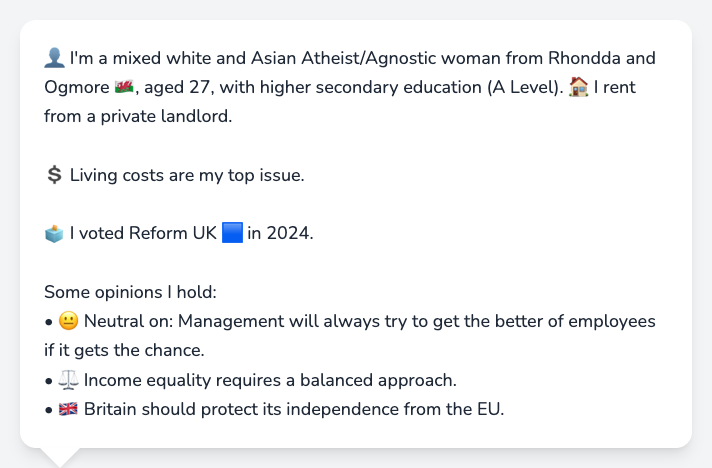 👤 I'm a mixed white and Asian Atheist/Agnostic woman from Rhondda and
Ogmore 🏴󠁧󠁢󠁷󠁬󠁳󠁿, aged 27, with higher secondary education (A Level). 🏠 I rent
from a private landlord.
💲 Living costs are my top issue.
🗳️ I voted Reform UK 🟦 in 2024.
Some opinions I hold:
• 😐 Neutral on: Management will always try to get the better of employees
if it gets the chance.
• ⚖️ Income equality requires a balanced approach.
• 🇬🇧 Britain should protect its independence from the EU.